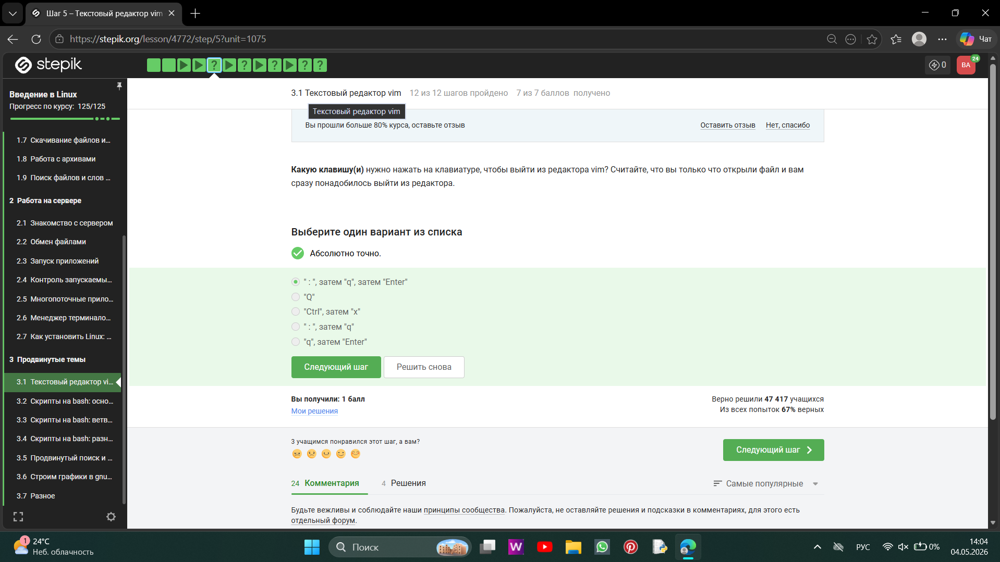 Шаг 5 – Текстовый редактор vim
https://stepik.org/lesson/4772/step/5?unit=1075
Чат
stepik
? ? ? ? ?
0
ВА
24
Введение в Linux
Прогресс по курсу: 125/125
1.7 Скачивание файлов и...
1.8 Работа с архивами
1.9 Поиск файлов и слов ...
2 Работа на сервере
2.1 Знакомство с сервером
2.2 Обмен файлами
2.3 Запуск приложений
2.4 Контроль запускаемы...
2.5 Многопоточные прило...
2.6 Менеджер терминало...
2.7 Как установить Linux: ...
3 Продвинутые темы
3.1 Текстовый редактор vi...
3.2 Скрипты на bash: осно...
3.3 Скрипты на bash: ветв...
3.4 Скрипты на bash: разн...
3.5 Продвинутый поиск и ...
3.6 Строим графики в gnu...
3.7 Разное
3.1 Текстовый редактор vim 12 из 12 шагов пройдено 7 из 7 баллов получено
Текстовый редактор vim
Вы прошли больше 80% курса, оставьте отзыв
Оставить отзыв Нет, спасибо
Какую клавишу(и) нужно нажать на клавиатуре, чтобы выйти из редактора vim? Считайте, что вы только что открыли файл и вам
сразу понадобилось выйти из редактора.
Выберите один вариант из списка
Абсолютно точно.
" : ", затем "q", затем "Enter"
"Q"
"Ctrl", затем "x"
" : ", затем "q"
"q", затем "Enter"
Следующий шаг
Решить снова
Вы получили: 1 балл
Мои решения
Верно решили 47 417 учащихся
Из всех попыток 67% верных
3 учащимся понравился этот шаг, а вам?
Следующий шаг
24 Комментария
4 Решения
Самые популярные
Будьте вежливы и соблюдайте наши принципы сообщества. Пожалуйста, не оставляйте решения и подсказки в комментариях, для этого есть
отдельный форум.
1
24°C
Неб. облачность
Поиск
W
РУС
0%
14:04
04.05.2026